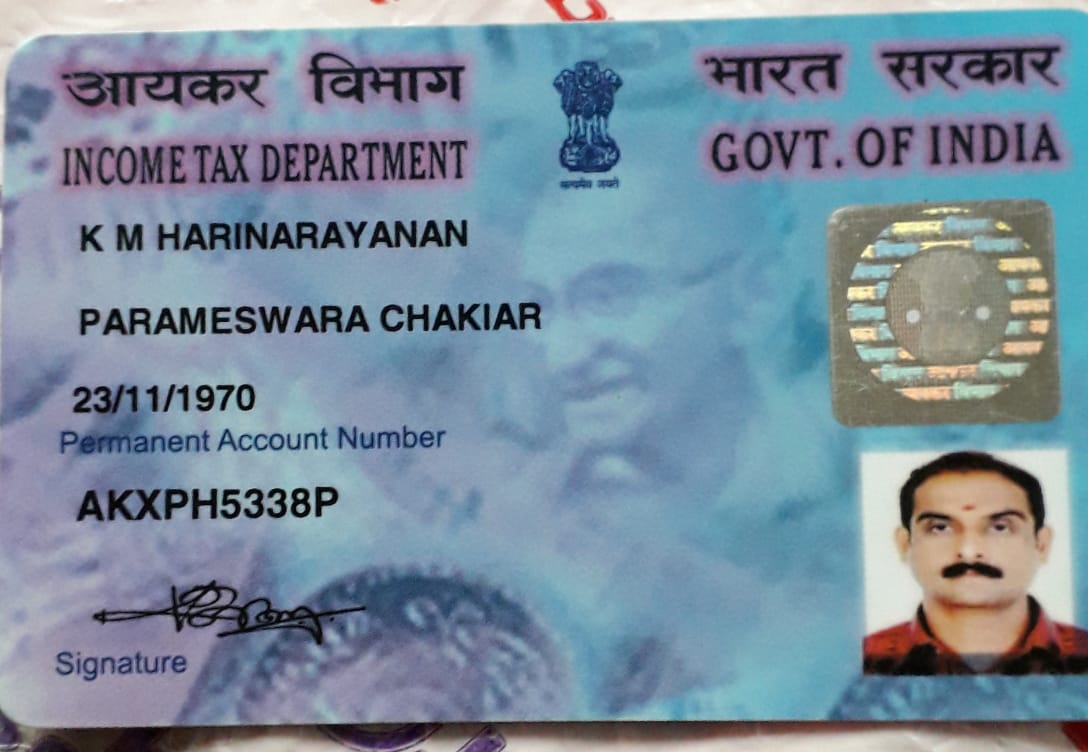 आयकर विभाग
भारत सरकार
INCOME TAX DEPARTMENT
GOVT. OF INDIA
सत्यमेव जयते
K M HARINARAYANAN
PARAMESWARA CHAKIAR
23/11/1970
Permanent Account Number
AKXPH5338P
Signature